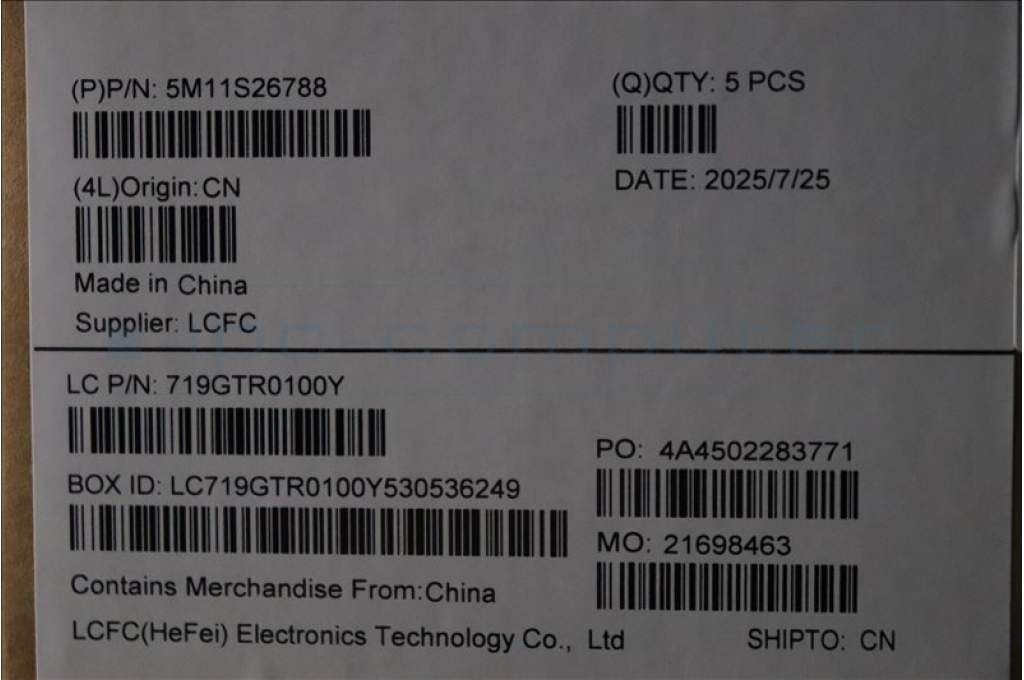 (P)P/N: 5M11S26788
(Q)QTY: 5 PCS
(4L)Origin:CN
DATE: 2025/7/25
Made in China
Supplier: LCFC
LC P/N: 719GTR0100Y
PO: 4A4502283771
BOX ID: LC719GTR0100Y530536249
MO: 21698463
Contains Merchandise From:China
LCFC(HeFei) Electronics Technology Co., Ltd
SHIPTO: CN